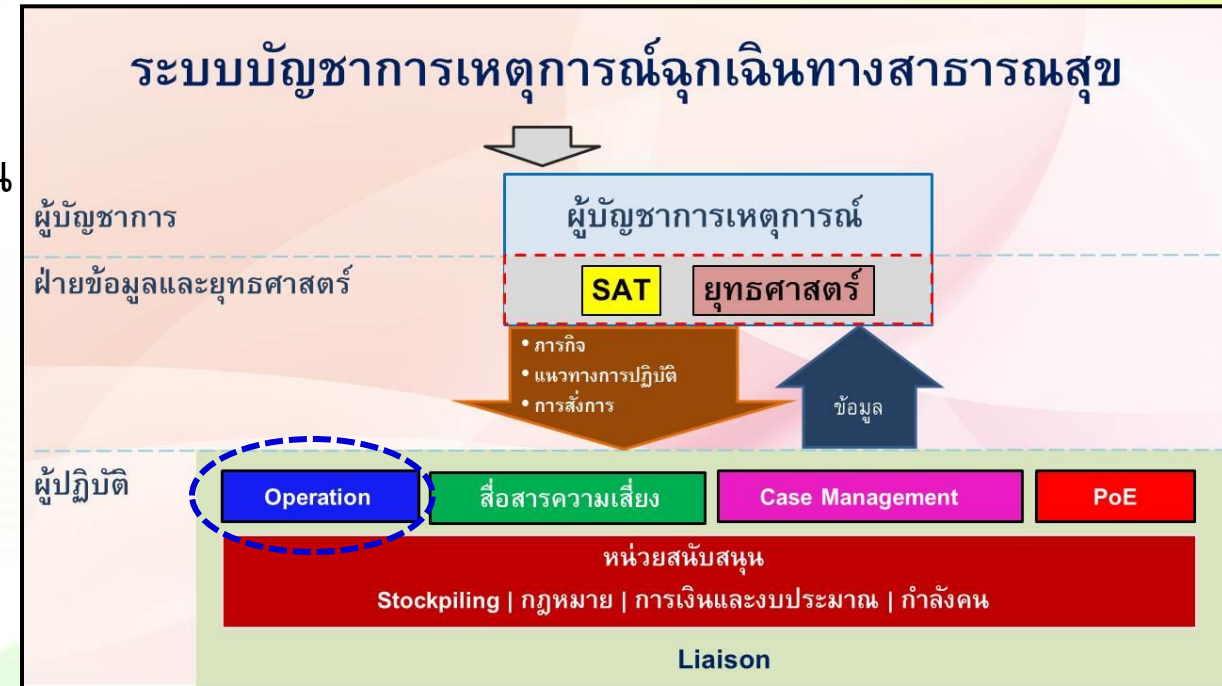 ระบบบัญชาการเหตุการณ์ฉุกเฉินทางสาธารณสุข
น
ผู้บัญชาการ
ผู้บัญชาการเหตุการณ์
ฝ่ายข้อมูลและยุทธศาสตร์
SAT
ยุทธศาสตร์
• ภารกิจ
• แนวทางการปฏิบัติ
• การสั่งการ
ข้อมูล
ผู้ปฏิบัติ
Operation
สื่อสารความเสี่ยง
Case Management
PoE
หน่วยสนับสนุน
Stockpiling | กฎหมาย | การเงินและงบประมาณ | กำลังคน
Liaison